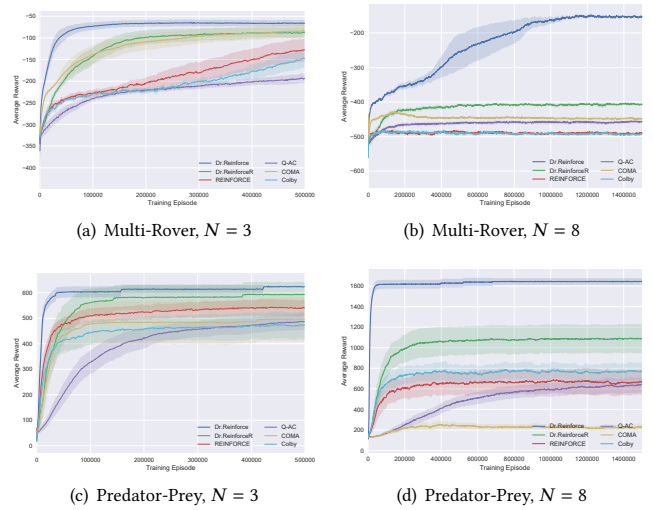 −50
−100
−150
−200
−250
−300
−350
−400
Average Reward
0 100000 200000 300000 400000 500000
Training Episode
Dr.Reinforce Q-AC
Dr.ReinforceR COMA
REINFORCE Colby
(a) Multi-Rover, N = 3
−200
−300
−400
−500
−600
Average Reward
0 200000 400000 600000 800000 1000000 1200000 1400000
Training Episode
Dr.Reinforce Q-AC
Dr.ReinforceR COMA
REINFORCE Colby
(b) Multi-Rover, N = 8
600
500
400
300
200
100
0
Average Reward
0 100000 200000 300000 400000 500000
Training Episode
Dr.Reinforce Q-AC
Dr.ReinforceR COMA
REINFORCE Colby
(c) Predator-Prey, N = 3
1600
1400
1200
1000
800
600
400
200
0
Average Reward
0 200000 400000 600000 800000 1000000 1200000 1400000
Training Episode
Dr.Reinforce Q-AC
Dr.ReinforceR COMA
REINFORCE Colby
(d) Predator-Prey, N = 8